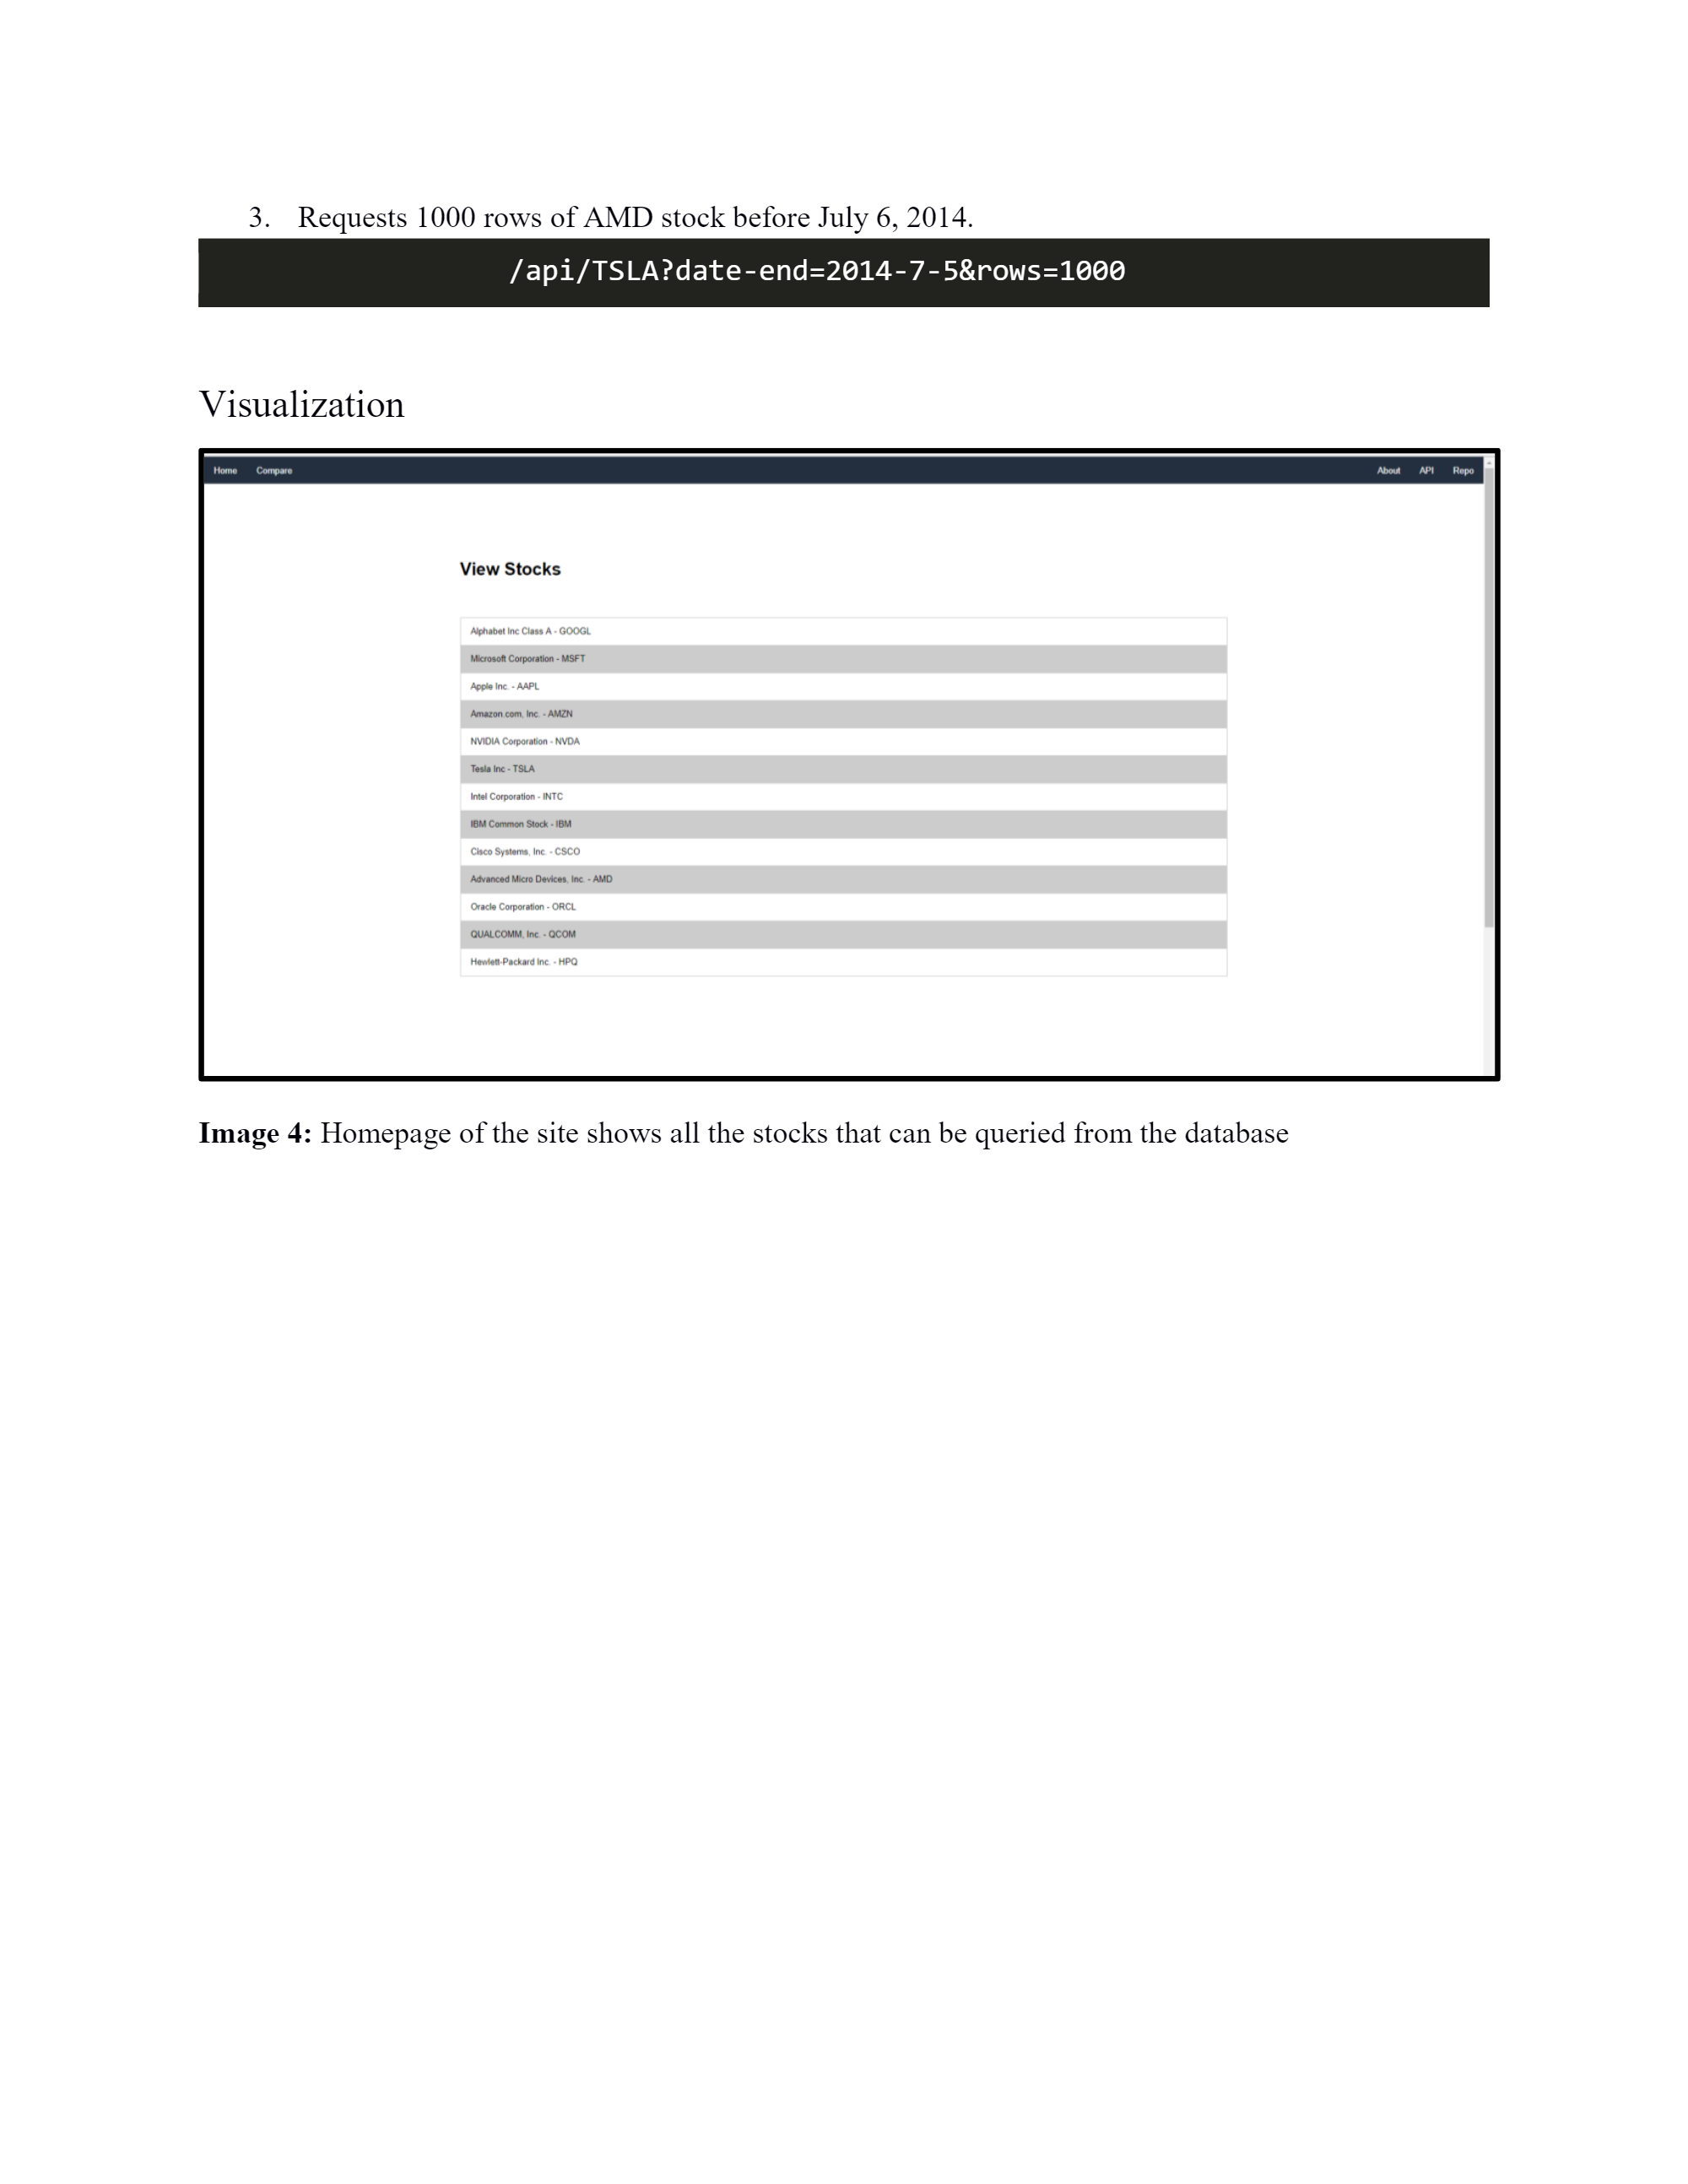 3. Requests 1000 rows of AMD stock before July 6, 2014.
/api/TSLA?date-end=2014-7-5&rows=1000
Visualization
Home Compare About API Repo
View Stocks
Alphabet Inc Class A - GOOGL
Microsoft Corporation - MSFT
Apple Inc. - AAPL
Amazon.com, Inc. - AMZN
NVIDIA Corporation - NVDA
Tesla Inc - TSLA
Intel Corporation - INTC
IBM Common Stock - IBM
Cisco Systems, Inc. - CSCO
Advanced Micro Devices, Inc. - AMD
Oracle Corporation - ORCL
QUALCOMM, Inc. - QCOM
Hewlett-Packard Inc. - HPQ
Image 4: Homepage of the site shows all the stocks that can be queried from the database